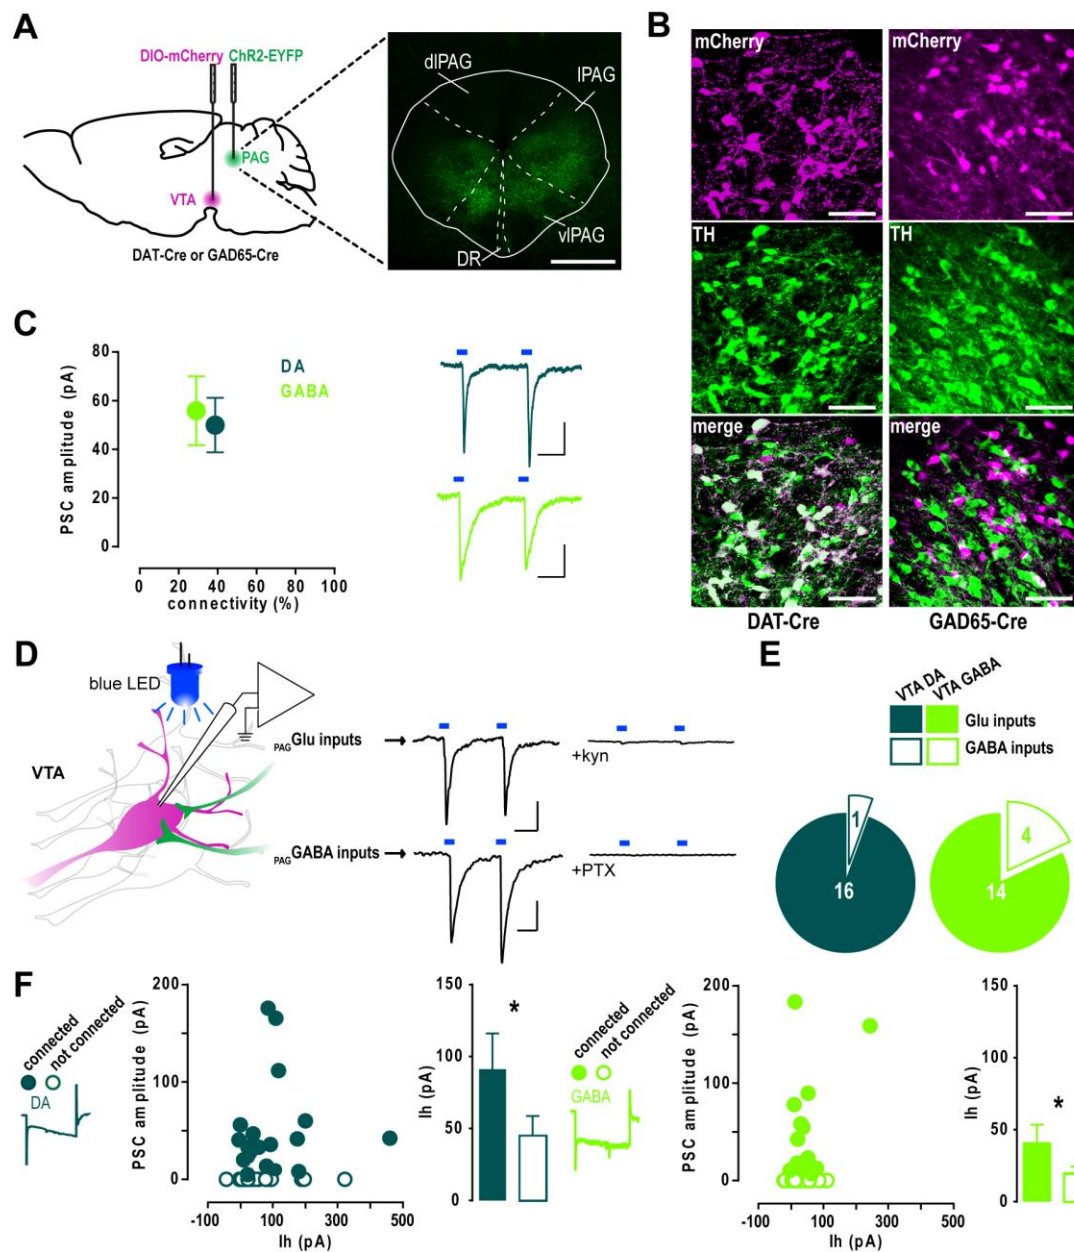 A
DIO-mCherry ChR2-EYFP
PAG
VTA
DAT-Cre or GAD65-Cre
dlPAG
lPAG
vlPAG
DR
B
mCherry
mCherry
TH
TH
merge
merge
DAT-Cre
GAD65-Cre
C
PSC amplitude (pA)
80
60
40
20
0
0 20 40 60 80 100
connectivity (%)
DA
GABA
D
blue LED
VTA
PAG Glu inputs
+kyn
PAG GABA inputs
+PTX
E
VTA DA
VTA GABA
Glu inputs
GABA inputs
1
16
4
14
F
connected
not connected
DA
PSC amplitude (pA)
200
100
0
-100 100 300 500
Ih (pA)
Ih (pA)
150
100
50
0
*
connected
not connected
GABA
PSC amplitude (pA)
200
100
0
-100 100 300 500
Ih (pA)
Ih (pA)
150
100
50
0
*